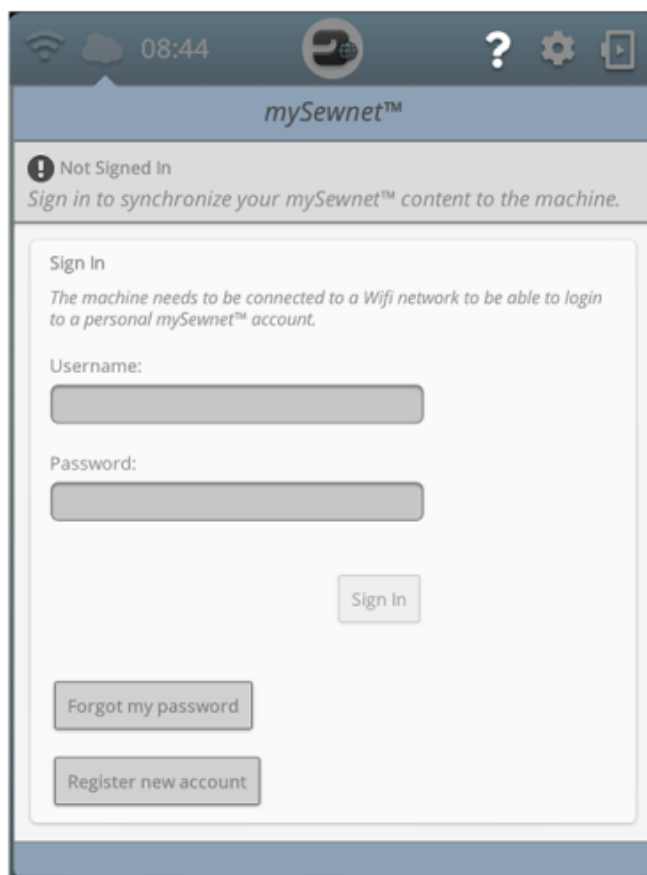 08:44
?
mySewnet™
! Not Signed In
Sign in to synchronize your mySewnet™ content to the machine.
Sign In
The machine needs to be connected to a Wifi network to be able to login
to a personal mySewnet™ account.
Username:
Password:
Sign In
Forgot my password
Register new account